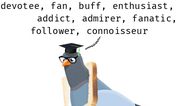 devotee, fan, buff, enthusiast,
addict, admirer, fanatic,
follower, connoisseur